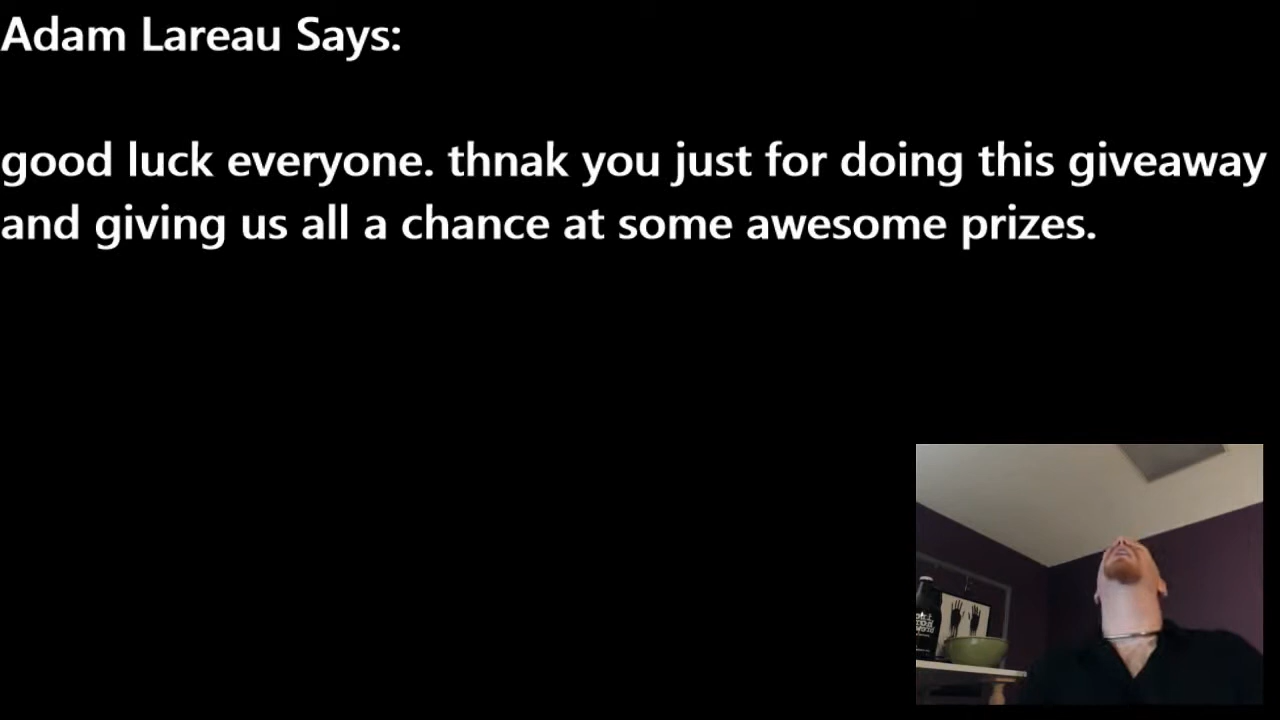 Adam Lareau Says:
good luck everyone. thnak you just for doing this giveaway
and giving us all a chance at some awesome prizes.